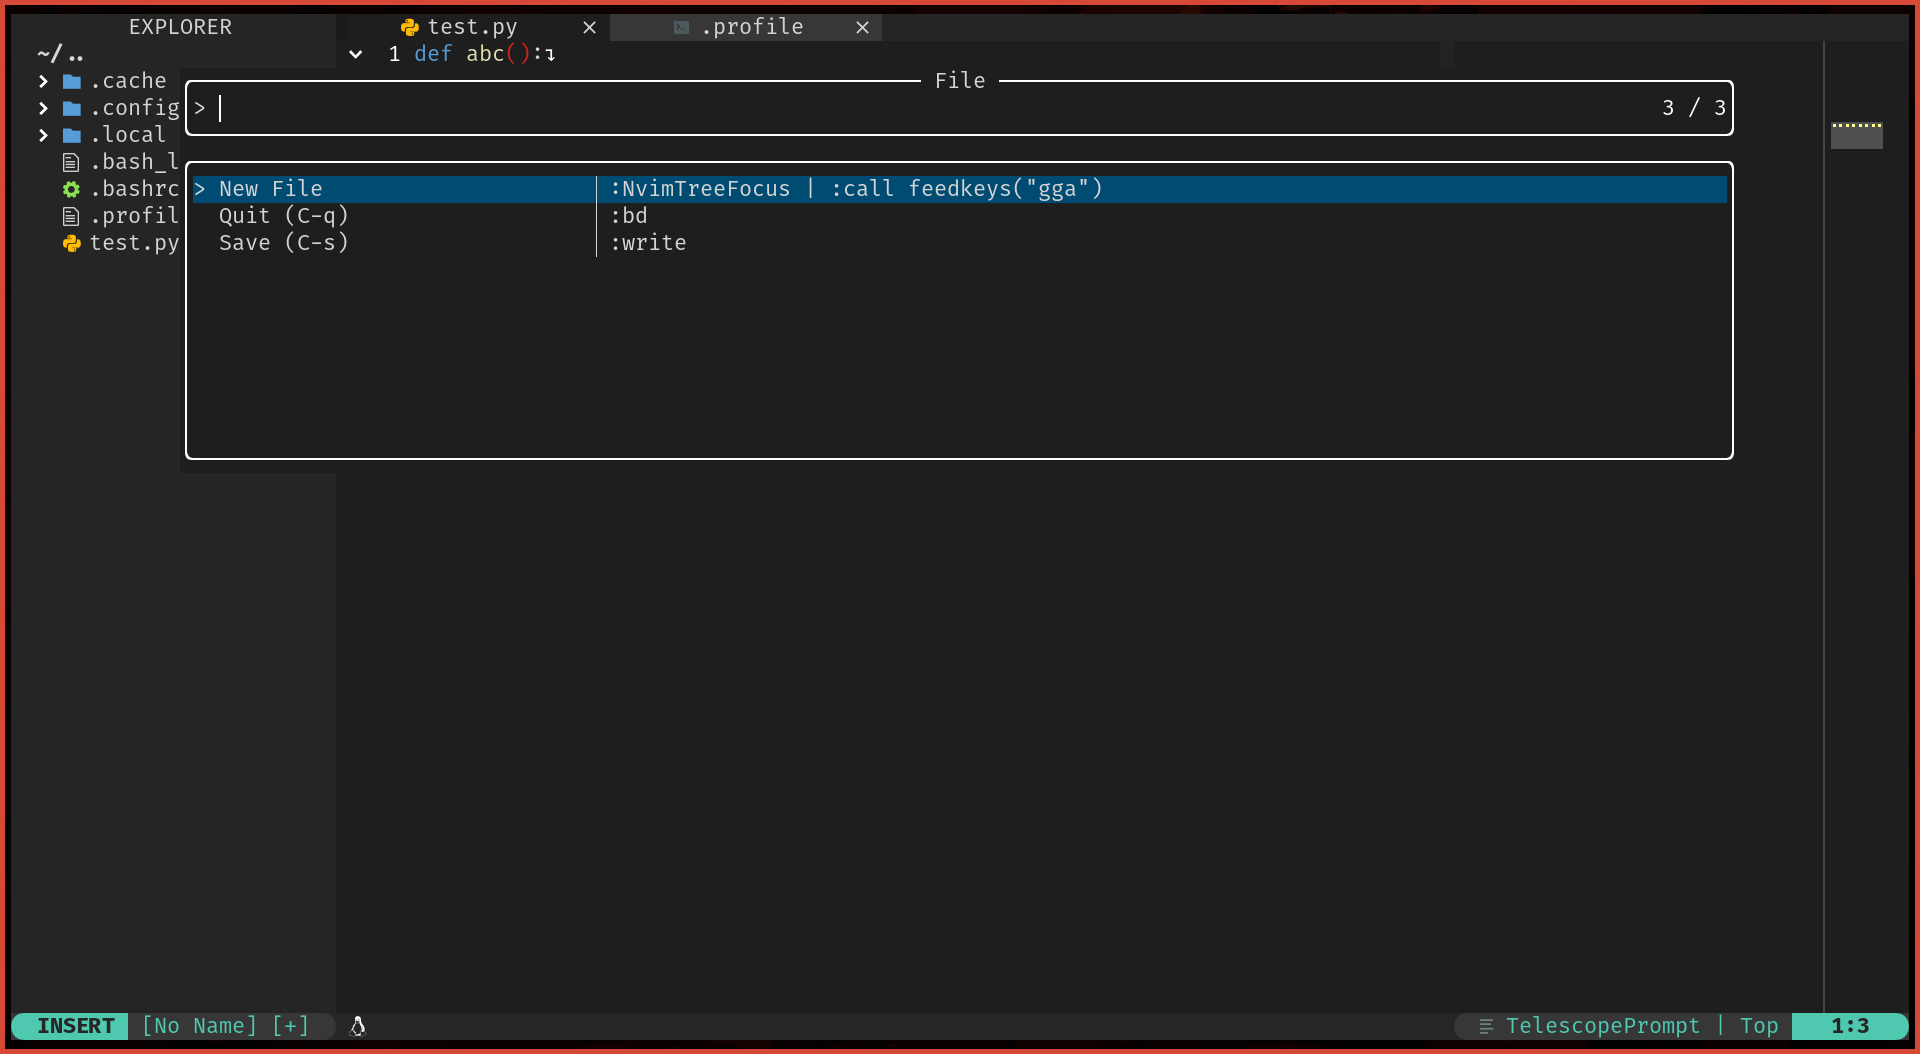 EXPLORER test.py × .profile ×
~/..
1 def abc():↴
> .cache
> .config
> .local
.bash_l
.bashrc
.profil
test.py
File
> 3 / 3
> New File :NvimTreeFocus | :call feedkeys("gga")
Quit (C-q) :bd
Save (C-s) :write
INSERT [No Name] [+] TelescopePrompt | Top 1:3